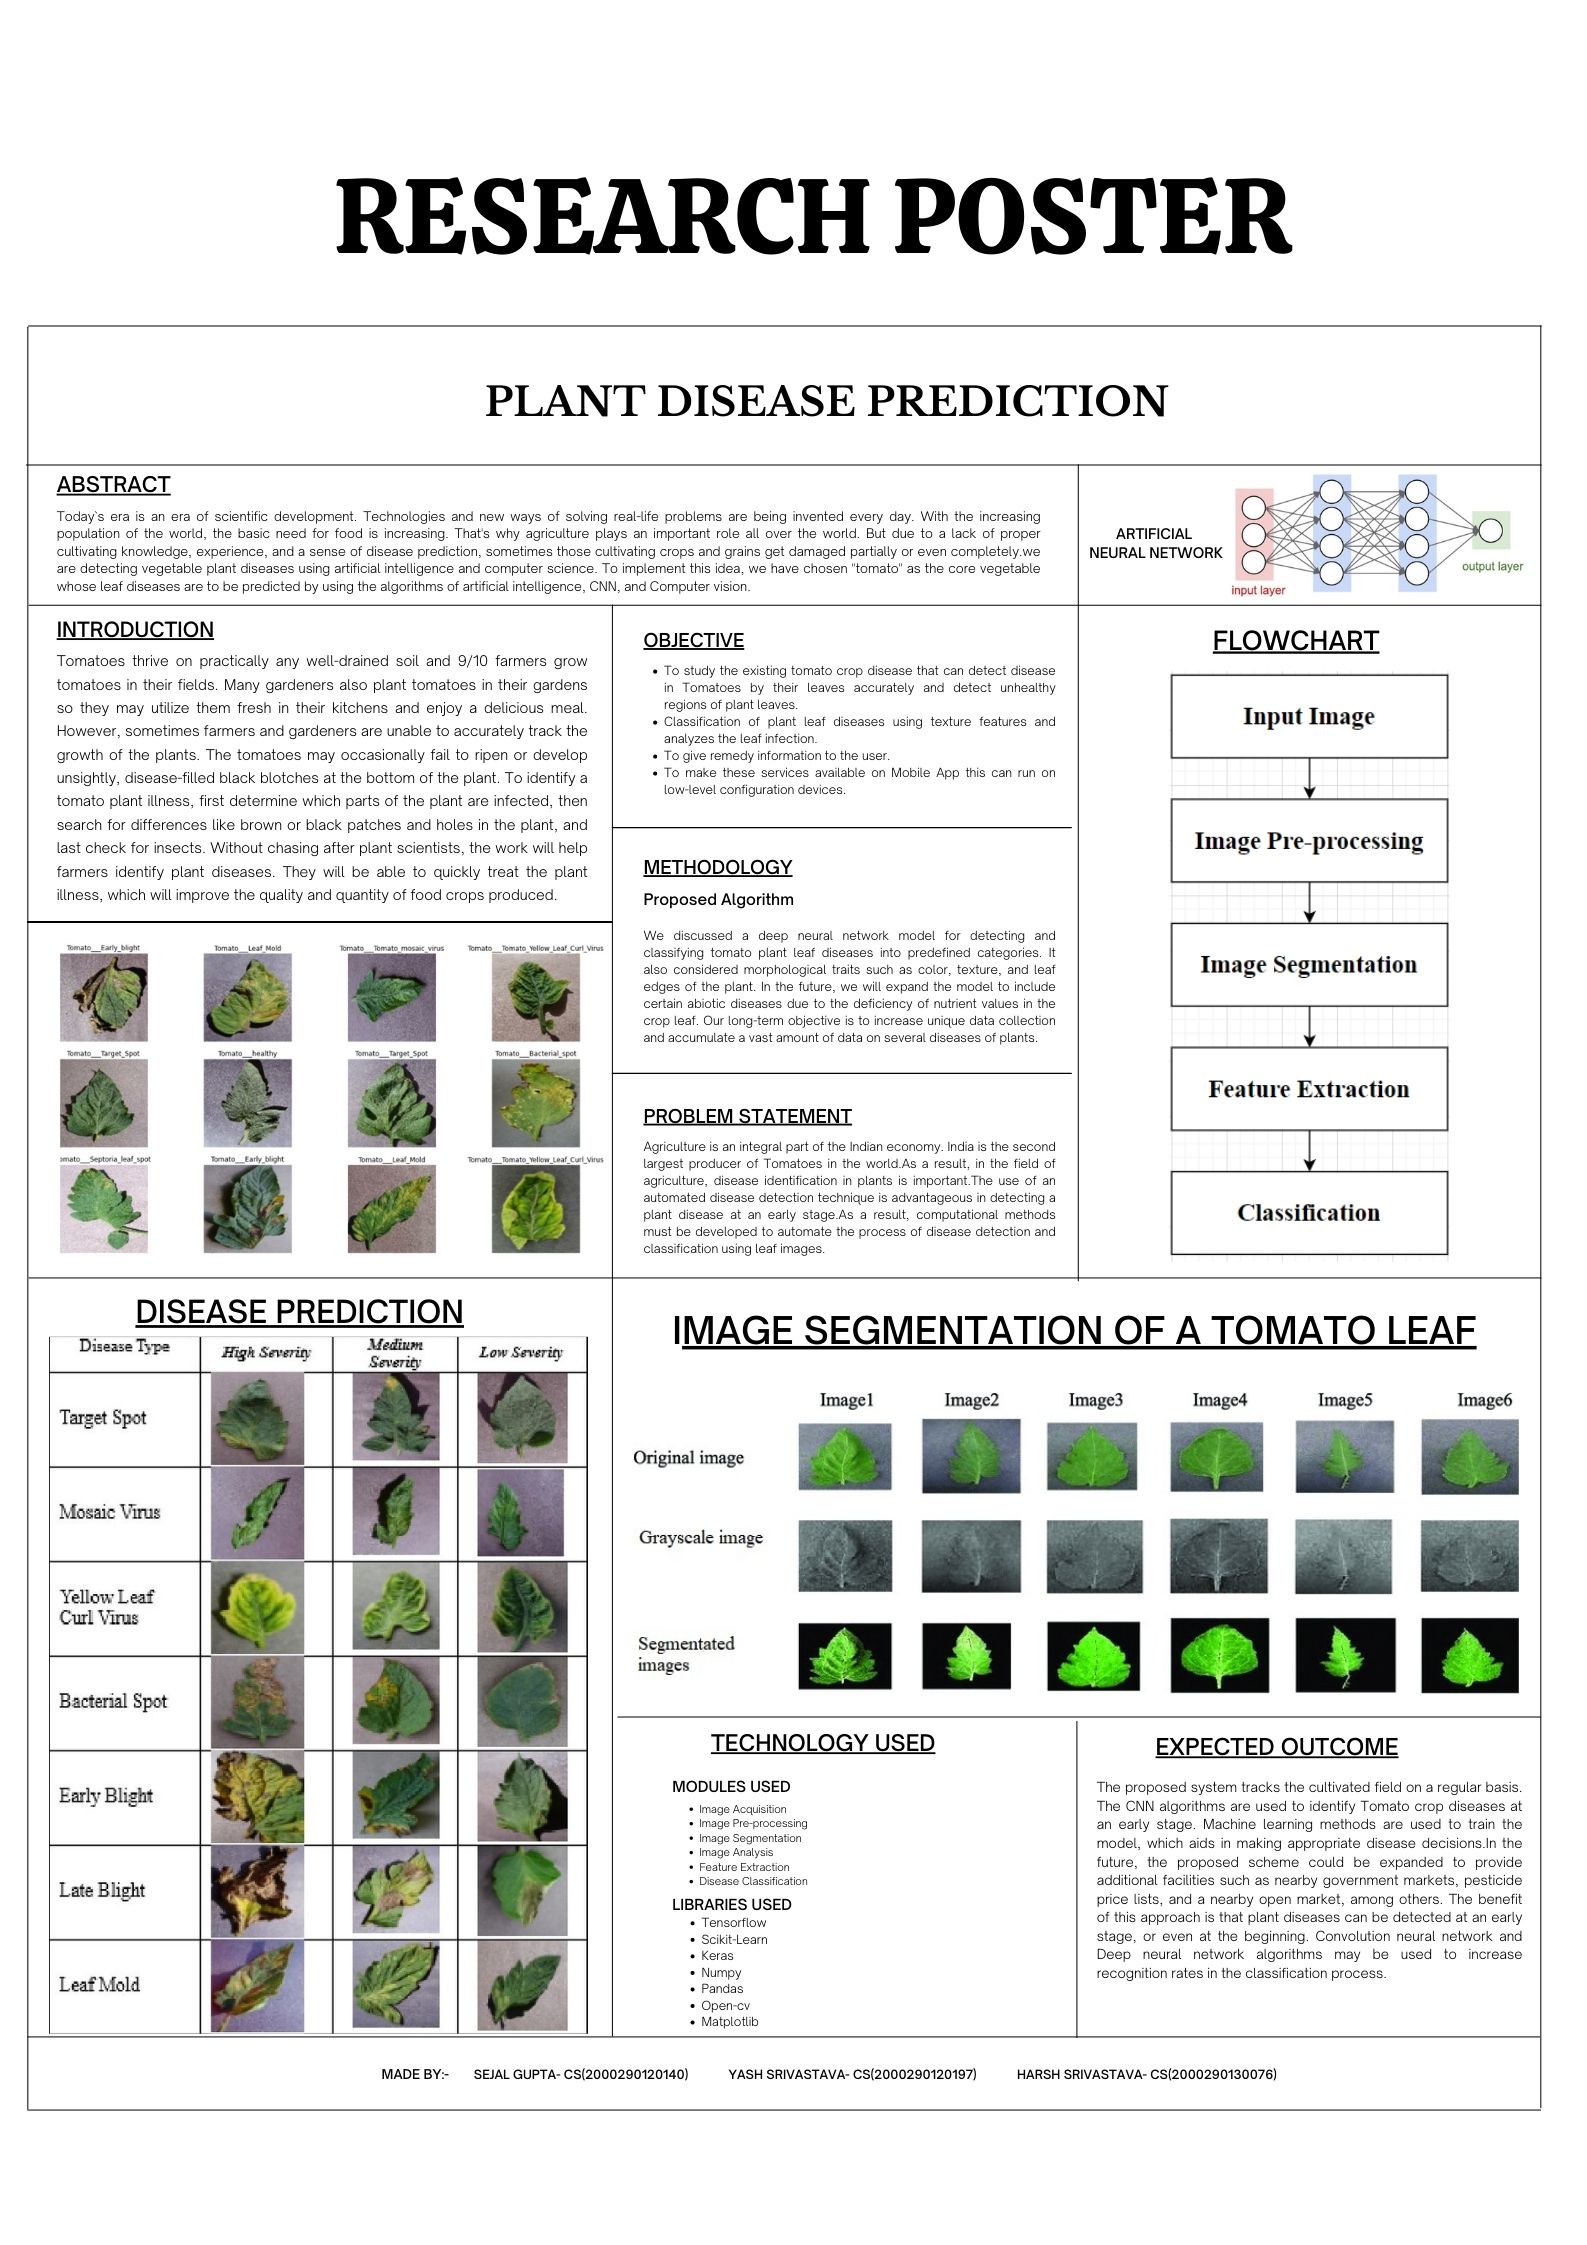 RESEARCH POSTER
PLANT DISEASE PREDICTION
ABSTRACT
Today`s era is an era of scientific development. Technologies and new ways of solving real-life problems are being invented every day. With the increasing
population of the world, the basic need for food is increasing. That's why agriculture plays an important role all over the world. But due to a lack of proper
cultivating knowledge, experience, and a sense of disease prediction, sometimes those cultivating crops and grains get damaged partially or even completely.we
are detecting vegetable plant diseases using artificial intelligence and computer science. To implement this idea, we have chosen "tomato" as the core vegetable
whose leaf diseases are to be predicted by using the algorithms of artificial intelligence, CNN, and Computer vision.
ARTIFICIAL
NEURAL NETWORK
input layer
output layer
INTRODUCTION
Tomatoes thrive on practically any well-drained soil and 9/10 farmers grow
tomatoes in their fields. Many gardeners also plant tomatoes in their gardens
so they may utilize them fresh in their kitchens and enjoy a delicious meal.
However, sometimes farmers and gardeners are unable to accurately track the
growth of the plants. The tomatoes may occasionally fail to ripen or develop
unsightly, disease-filled black blotches at the bottom of the plant. To identify a
tomato plant illness, first determine which parts of the plant are infected, then
search for differences like brown or black patches and holes in the plant, and
last check for insects. Without chasing after plant scientists, the work will help
farmers identify plant diseases. They will be able to quickly treat the plant
illness, which will improve the quality and quantity of food crops produced.
Tomato___Early_blight Tomato___Leaf_Mold Tomato___Tomato_mosaic_virus Tomato___Tomato_Yellow_Leaf_Curl_Virus
Tomato___Target_Spot Tomato___healthy Tomato___Target_Spot Tomato___Bacterial_spot
omato___Septoria_leaf_spot Tomato___Early_blight Tomato___Leaf_Mold Tomato___Tomato_Yellow_Leaf_Curl_Virus
OBJECTIVE
• To study the existing tomato crop disease that can detect disease
in Tomatoes by their leaves accurately and detect unhealthy
regions of plant leaves.
• Classification of plant leaf diseases using texture features and
analyzes the leaf infection.
• To give remedy information to the user.
• To make these services available on Mobile App this can run on
low-level configuration devices.
METHODOLOGY
Proposed Algorithm
We discussed a deep neural network model for detecting and
classifying tomato plant leaf diseases into predefined categories. It
also considered morphological traits such as color, texture, and leaf
edges of the plant. In the future, we will expand the model to include
certain abiotic diseases due to the deficiency of nutrient values in the
crop leaf. Our long-term objective is to increase unique data collection
and accumulate a vast amount of data on several diseases of plants.
PROBLEM STATEMENT
Agriculture is an integral part of the Indian economy. India is the second
largest producer of Tomatoes in the world.As a result, in the field of
agriculture, disease identification in plants is important.The use of an
automated disease detection technique is advantageous in detecting a
plant disease at an early stage.As a result, computational methods
must be developed to automate the process of disease detection and
classification using leaf images.
FLOWCHART
Input Image
Image Pre-processing
Image Segmentation
Feature Extraction
Classification
DISEASE PREDICTION
Disease Type High Severity Medium Severity Low Severity
Target Spot
Mosaic Virus
Yellow Leaf
Curl Virus
Bacterial Spot
Early Blight
Late Blight
Leaf Mold
IMAGE SEGMENTATION OF A TOMATO LEAF
Image1 Image2 Image3 Image4 Image5 Image6
Original image
Grayscale image
Segmentated
images
TECHNOLOGY USED
MODULES USED
• Image Acquisition
• Image Pre-processing
• Image Segmentation
• Image Analysis
• Feature Extraction
• Disease Classification
LIBRARIES USED
• Tensorflow
• Scikit-Learn
• Keras
• Numpy
• Pandas
• Open-cv
• Matplotlib
EXPECTED OUTCOME
The proposed system tracks the cultivated field on a regular basis.
The CNN algorithms are used to identify Tomato crop diseases at
an early stage. Machine learning methods are used to train the
model, which aids in making appropriate disease decisions.In the
future, the proposed scheme could be expanded to provide
additional facilities such as nearby government markets, pesticide
price lists, and a nearby open market, among others. The benefit
of this approach is that plant diseases can be detected at an early
stage, or even at the beginning. Convolution neural network and
Deep neural network algorithms may be used to increase
recognition rates in the classification process.
MADE BY:- SEJAL GUPTA- CS(2000290120140) YASH SRIVASTAVA- CS(2000290120197) HARSH SRIVASTAVA- CS(2000290130076)